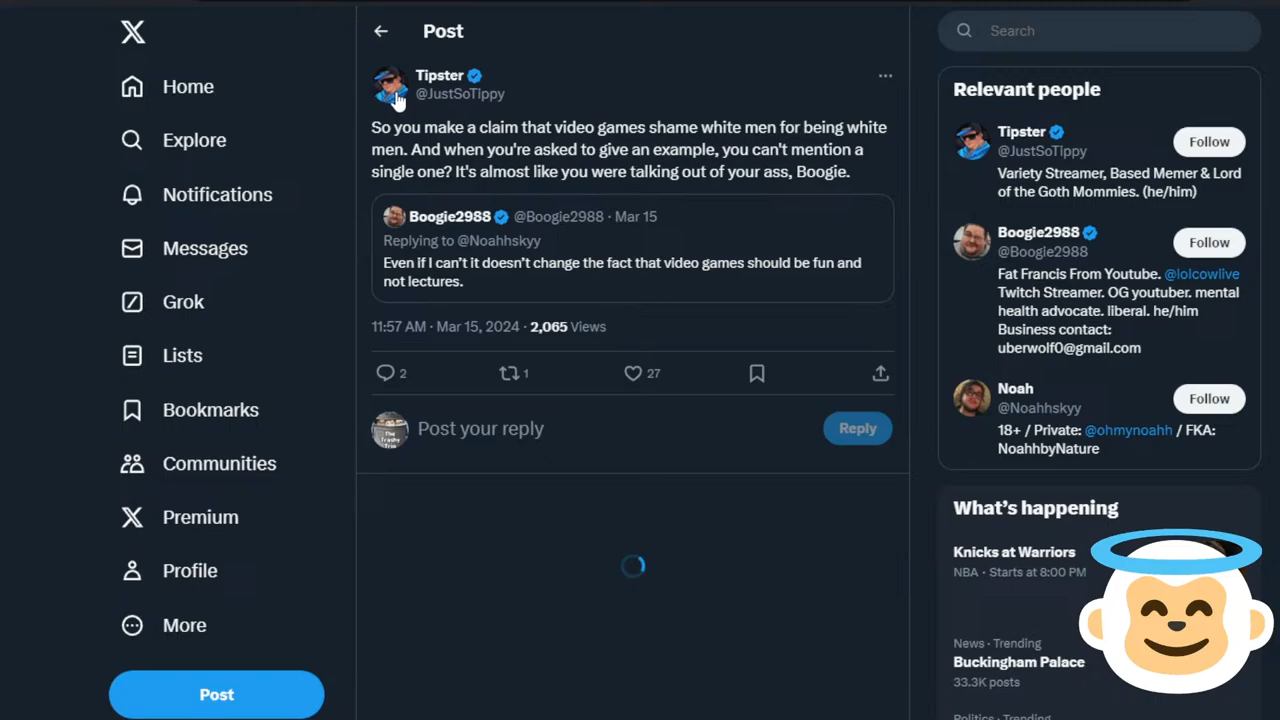 Home
Explore
Notifications
Messages
Grok
Lists
Bookmarks
Communities
Premium
Profile
More
Post
Post
Tipster
@JustSoTippy
So you make a claim that video games shame white men for being white
men. And when you're asked to give an example, you can't mention a
single one? It's almost like you were talking out of your ass, Boogie.
Boogie2988 @Boogie2988 · Mar 15
Replying to @Noahhskyy
Even if I can't it doesn't change the fact that video games should be fun and
not lectures.
11:57 AM · Mar 15, 2024 · 2,065 Views
2 1 27
Post your reply
Reply
Search
Relevant people
Tipster
@JustSoTippy
Follow
Variety Streamer, Based Memer & Lord
of the Goth Mommies. (he/him)
Boogie2988
@Boogie2988
Follow
Fat Francis From Youtube. @lolcowlive
Twitch Streamer. OG youtuber. mental
health advocate. liberal. he/him
Business contact:
uberwolf0@gmail.com
Noah
@Noahhskyy
Follow
18+ / Private: @ohmynoahh / FKA:
NoahhbyNature
What's happening
Knicks at Warriors
NBA · Starts at 8:00 PM
News · Trending
Buckingham Palace
33.3K posts
Politics · Trending